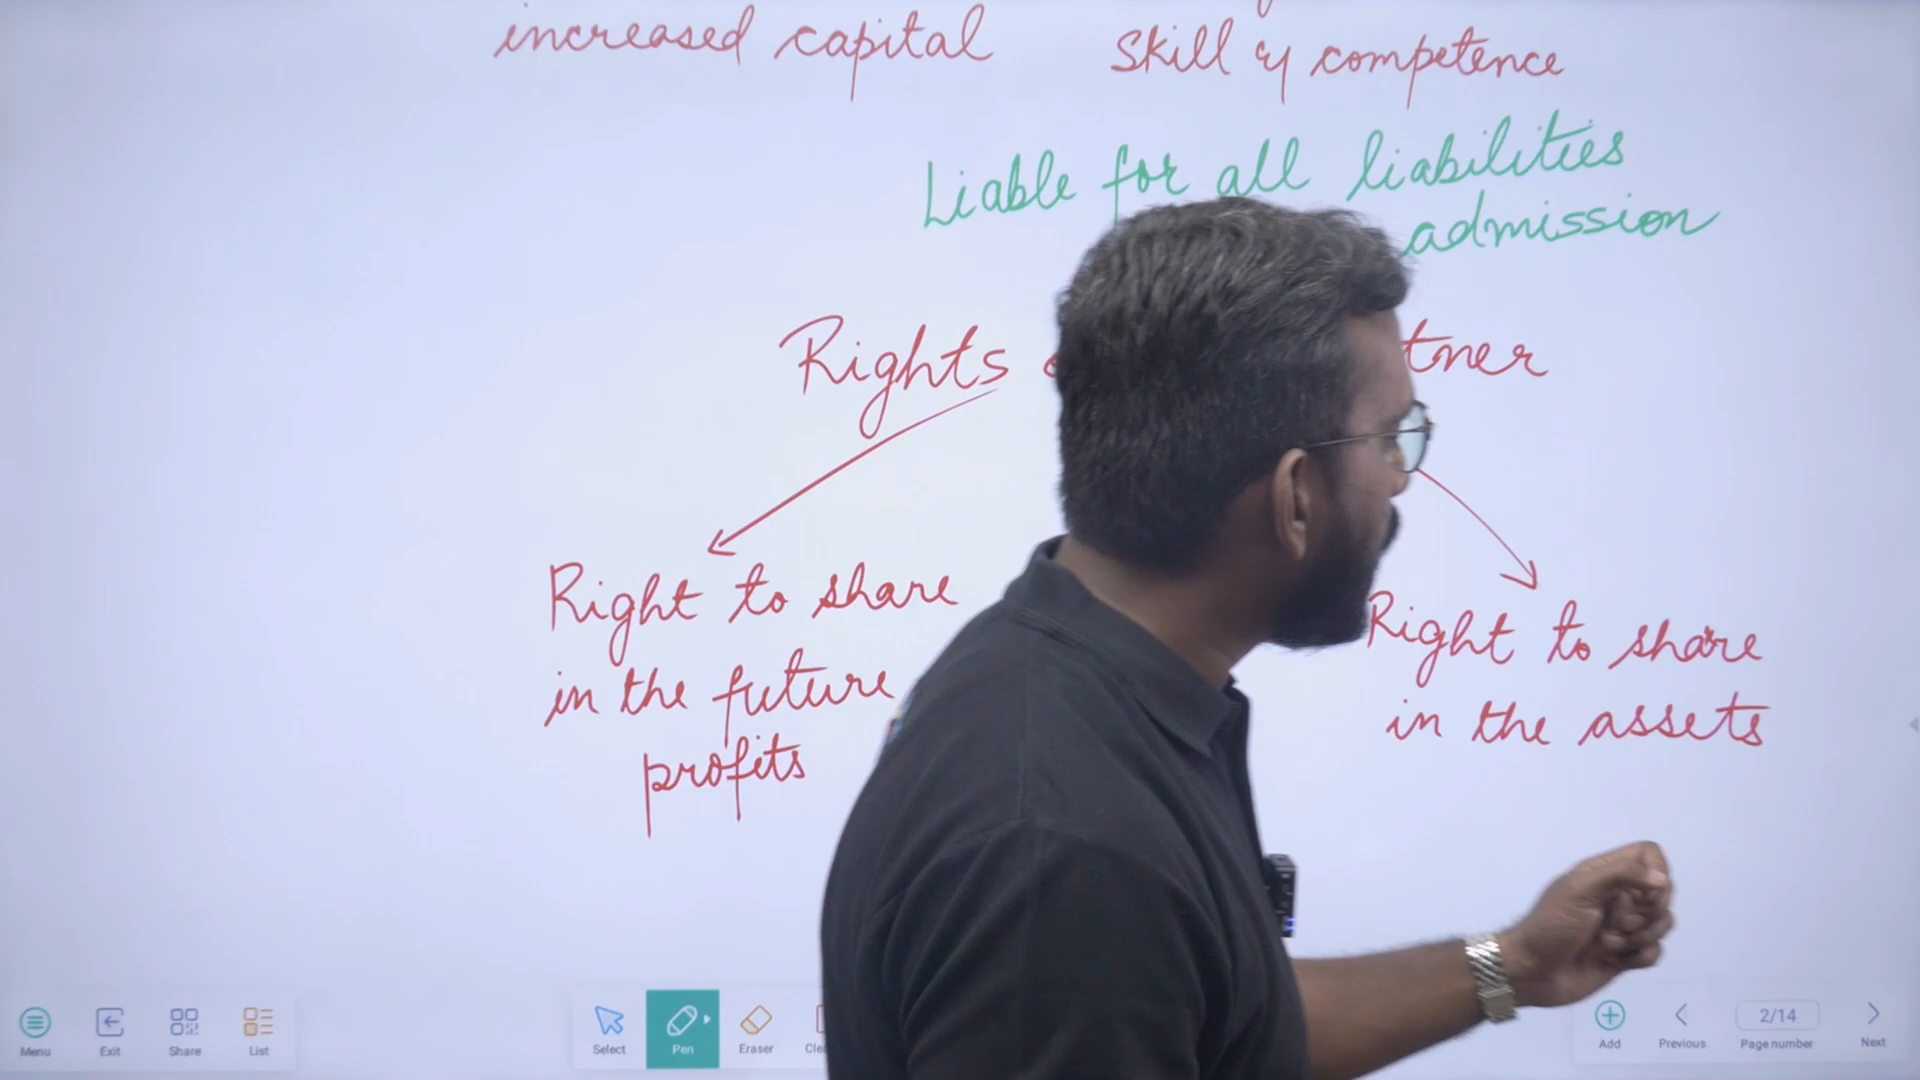 increased capital
Skill & competence
Liable for all liabilities
admission
Rights
Right to share
in the future
profits
Right to share
in the assets
Menu
Exit
Share
List
Select
Pen
Eraser
Add
Previous
2/14
Page number
Next